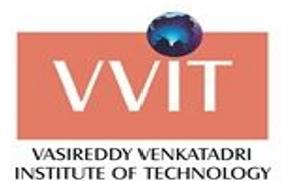 VVIT
VASIREDDY VENKATADRI
INSTITUTE OF TECHNOLOGY